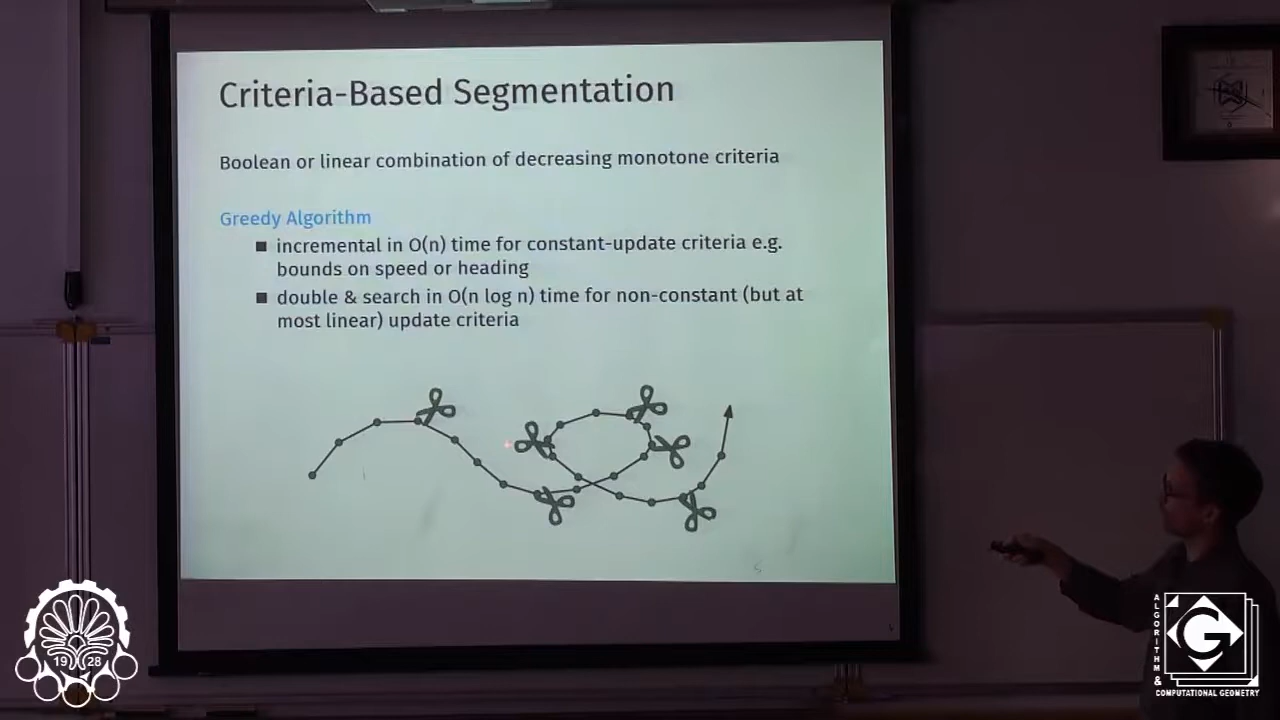 Criteria-Based Segmentation
Boolean or linear combination of decreasing monotone criteria
Greedy Algorithm
■ incremental in O(n) time for constant-update criteria e.g.
bounds on speed or heading
■ double & search in O(n log n) time for non-constant (but at
most linear) update criteria
19 28
ALGORITHM
&
G
COMPUTATIONAL GEOMETRY